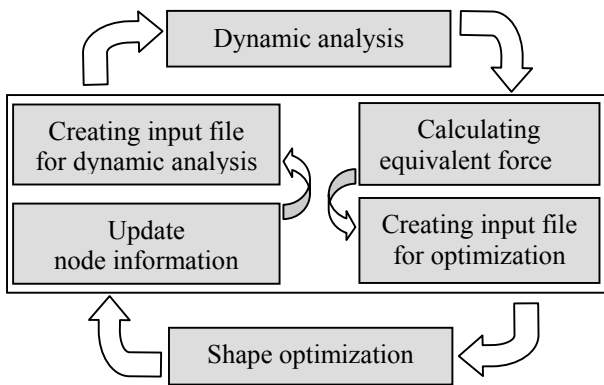 Dynamic analysis
Creating input file
for dynamic analysis
Calculating
equivalent force
Update
node information
Creating input file
for optimization
Shape optimization